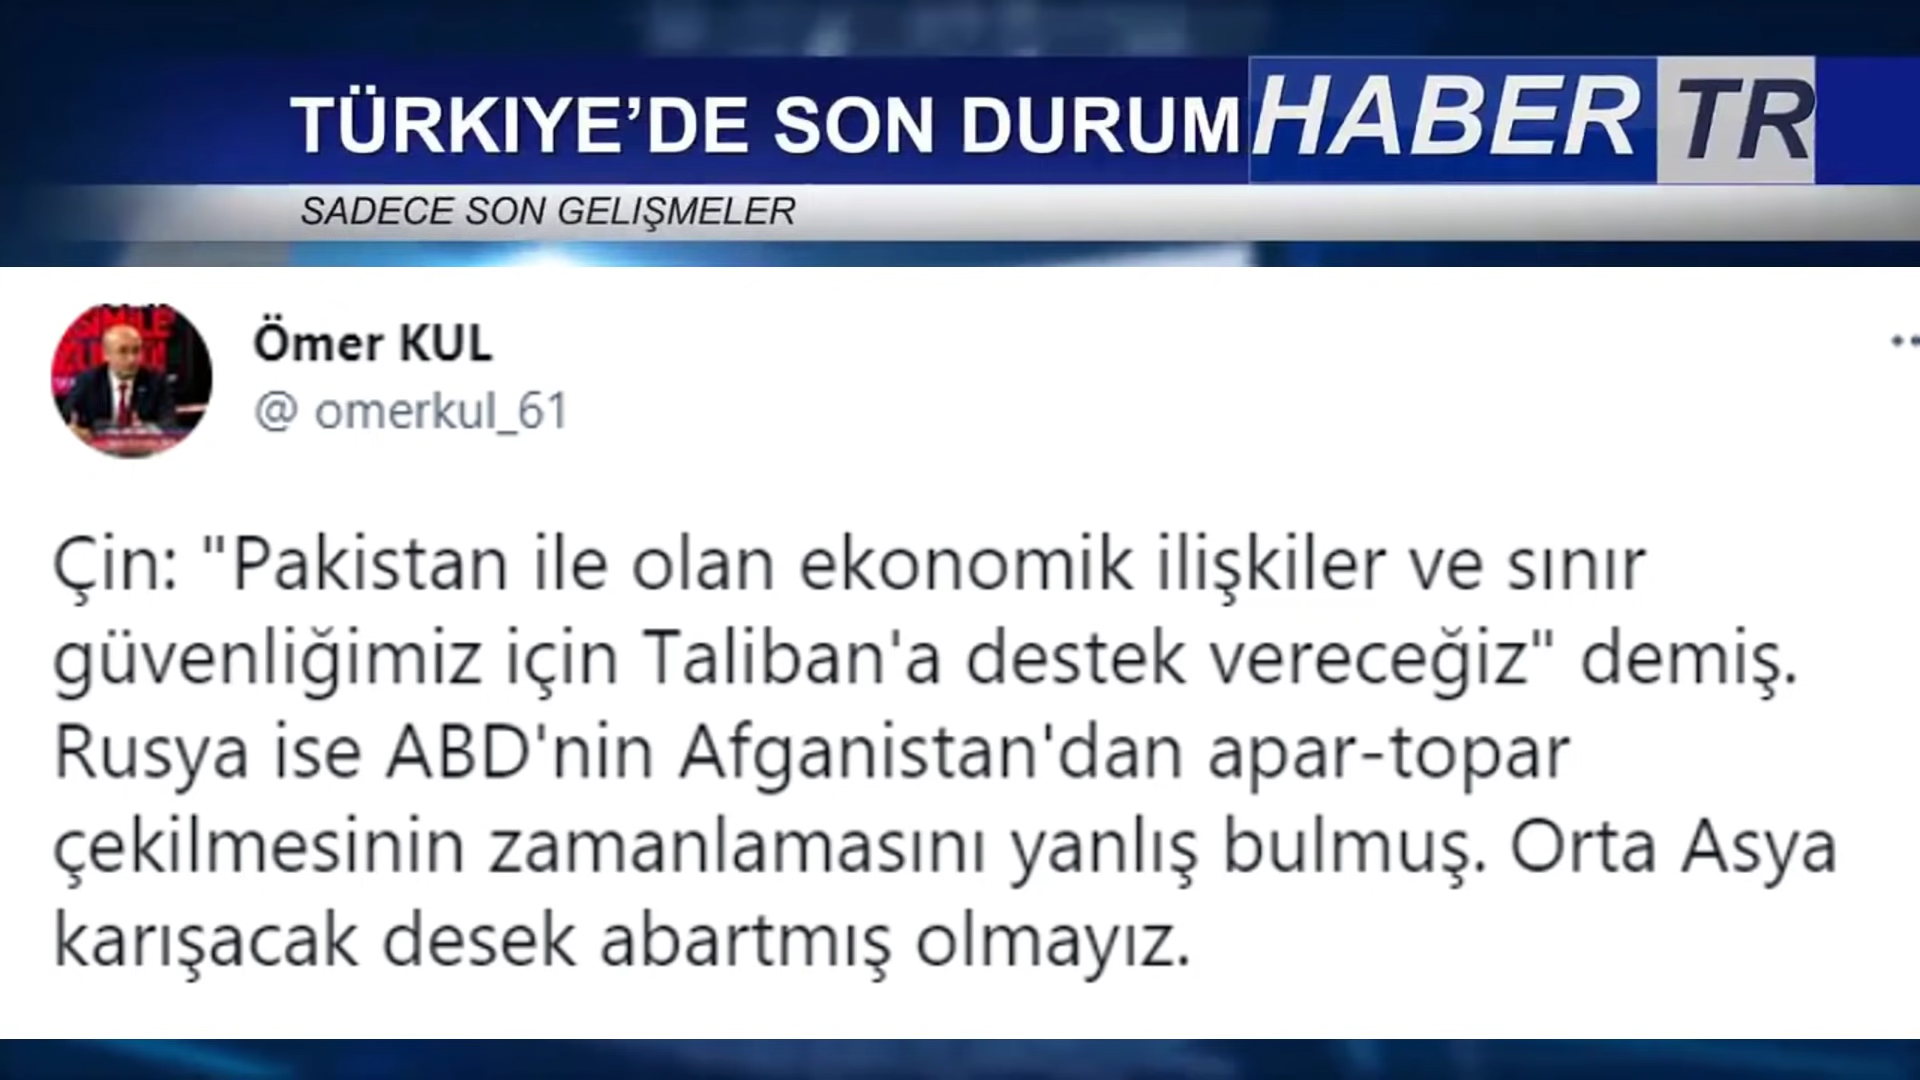 TÜRKIYE’DE SON DURUM HABER TR
SADECE SON GELIŞMELER
Ömer KUL
@ omerkul_61
Çin: "Pakistan ile olan ekonomik ilişkiler ve sınır
güvenliğimiz için Taliban'a destek vereceğiz" demiş.
Rusya ise ABD'nin Afganistan'dan apar-topar
çekilmesinin zamanlamasını yanlış bulmuş. Orta Asya
karışacak desek abartmış olmayız.